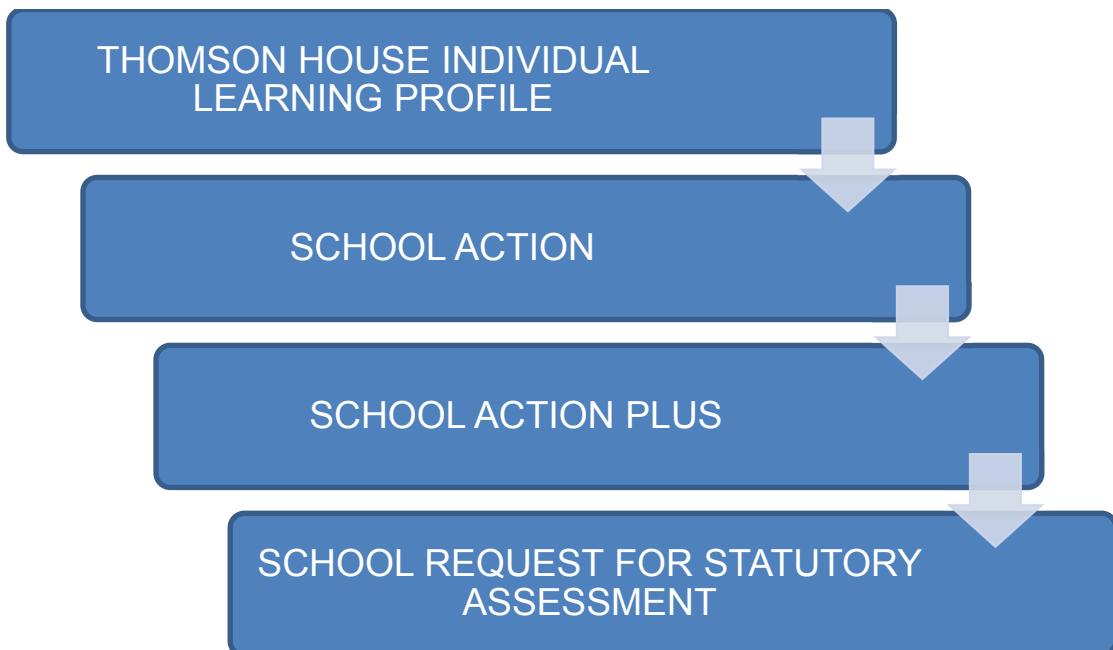 THOMSON HOUSE INDIVIDUAL
LEARNING PROFILE
SCHOOL ACTION
SCHOOL ACTION PLUS
SCHOOL REQUEST FOR STATUTORY
ASSESSMENT